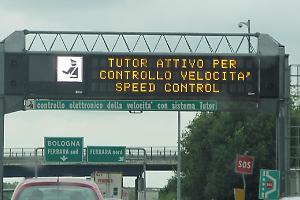 TUTOR ATTIVO PER
CONTROLLO VELOCITA'
SPEED CONTROL
controllo elettronico della velocita' con sistema Tutor
BOLOGNA
FERRARA sud
FERRARA nord
SOS